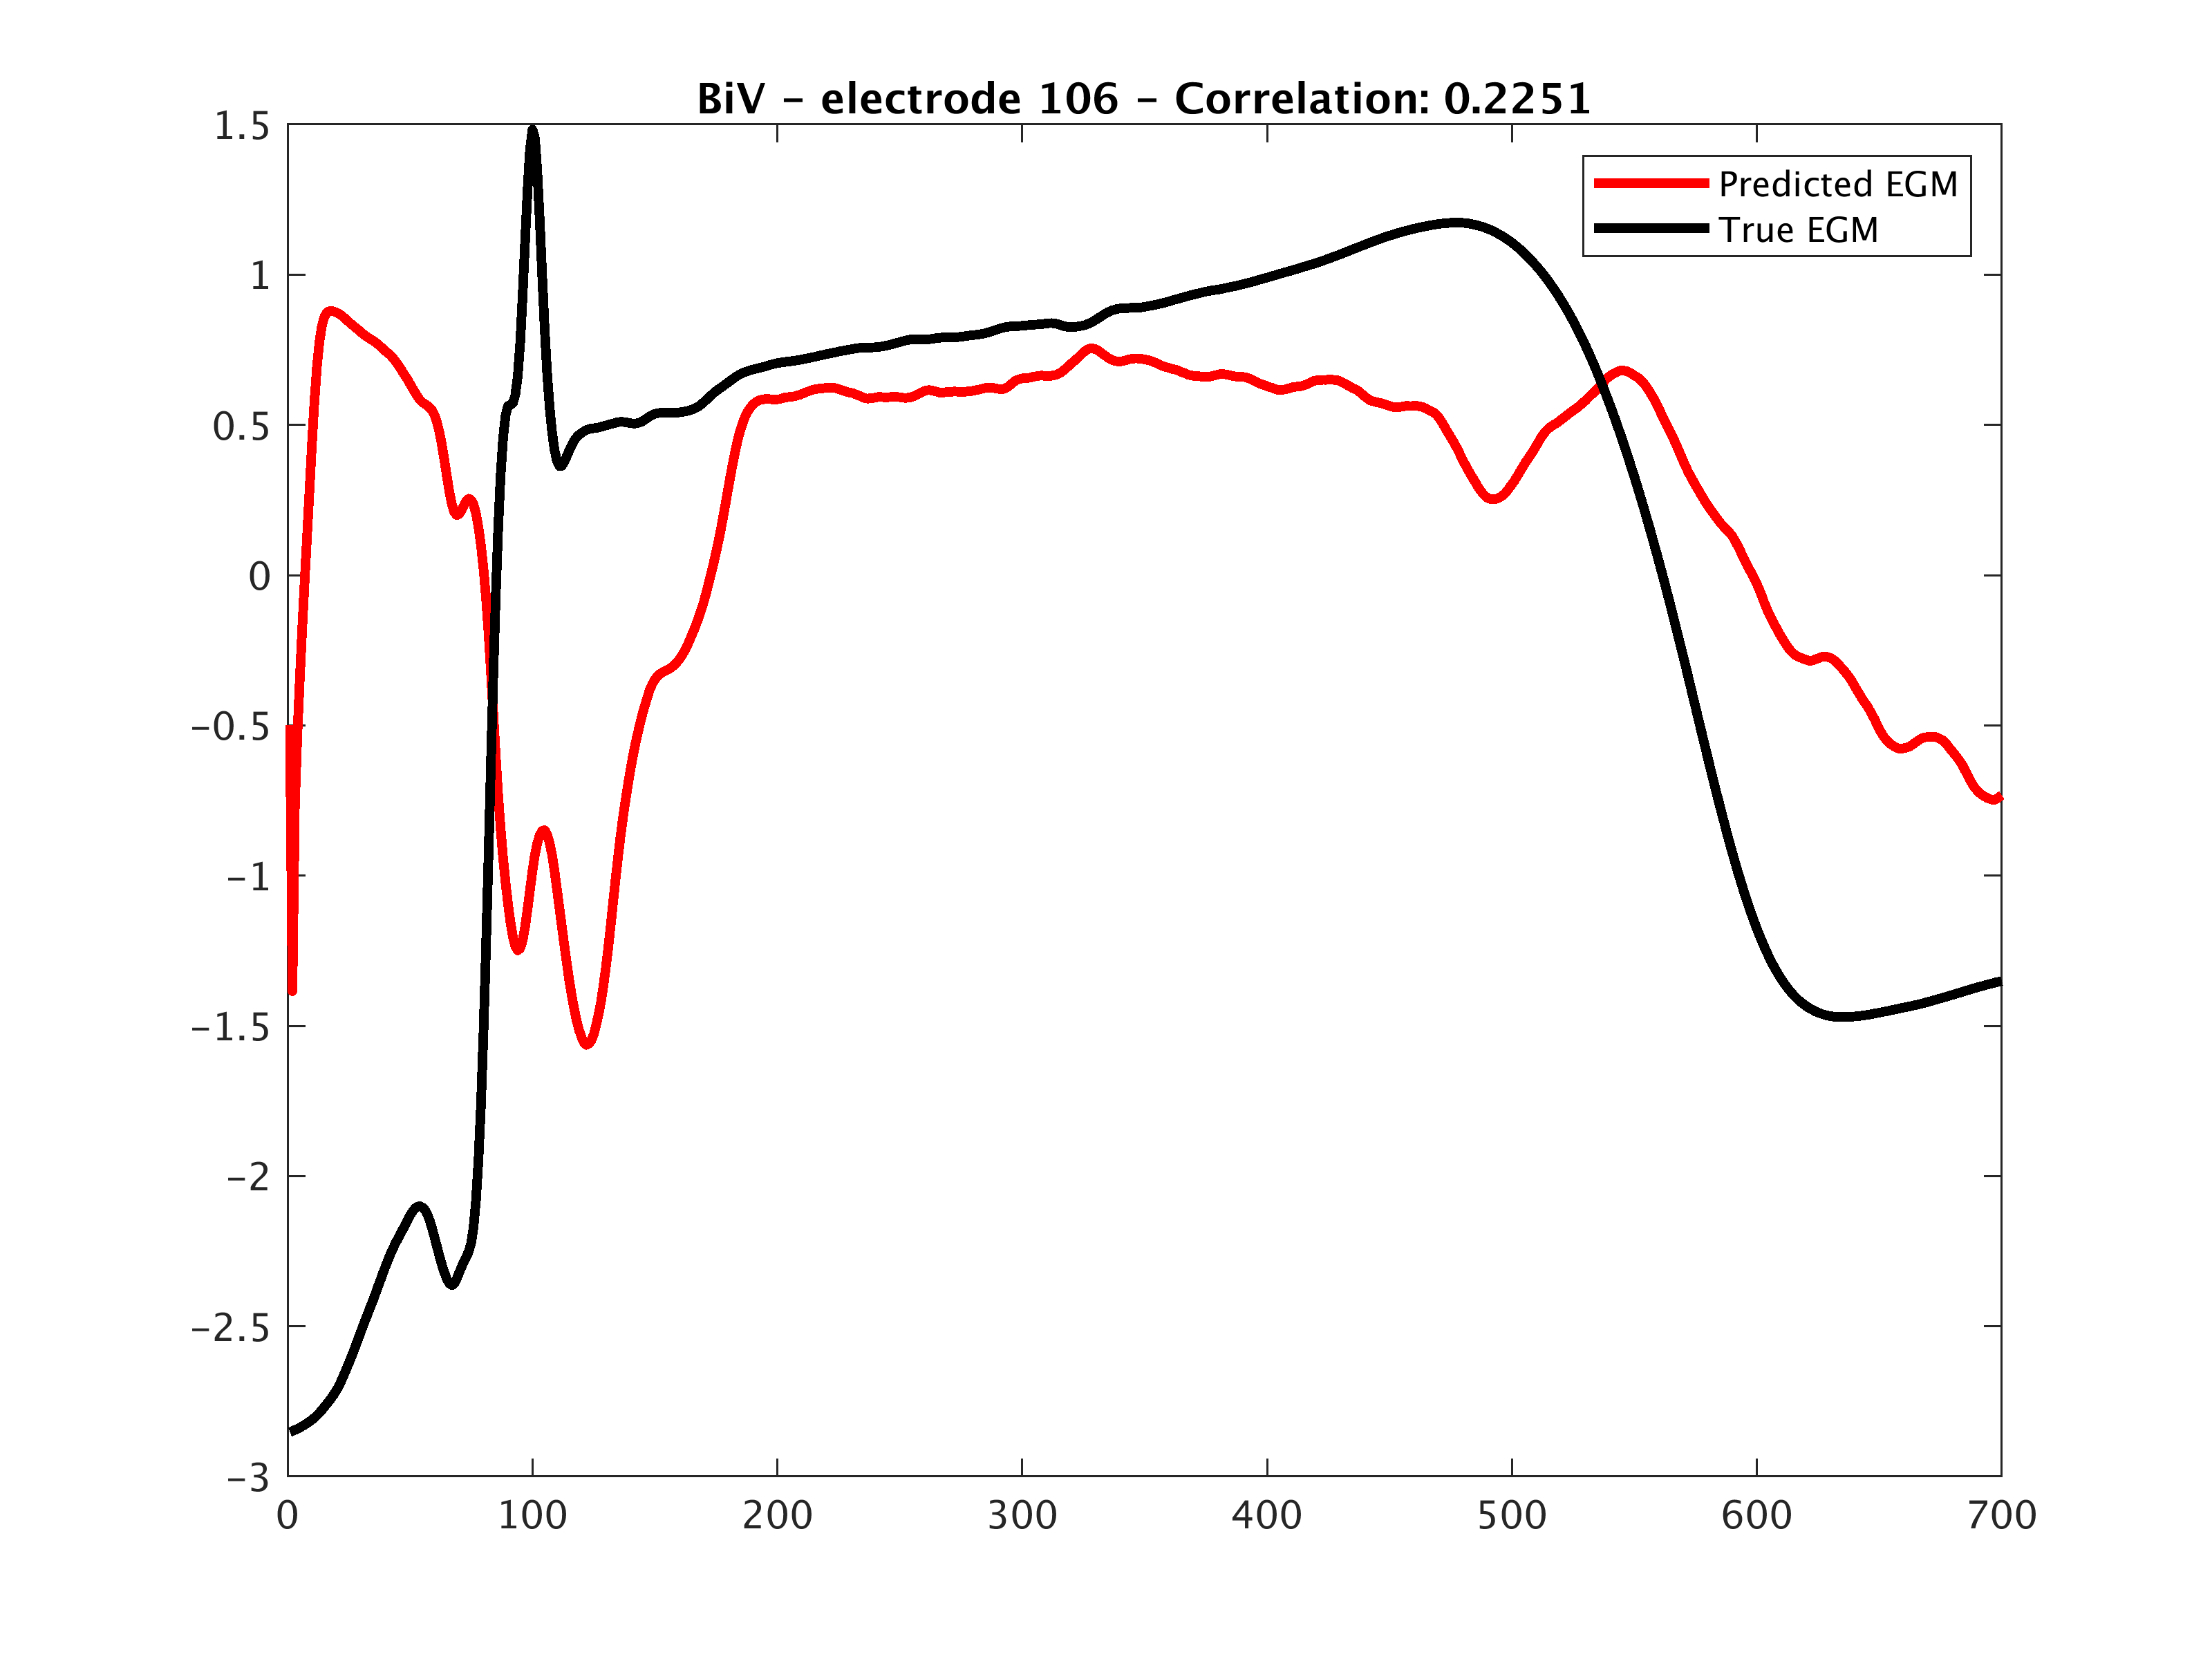 BiV – electrode 106 – Correlation: 0.2251
1.5
1
0.5
0
−0.5
−1
−1.5
−2
−2.5
−3
0 100 200 300 400 500 600 700
Predicted EGM
True EGM